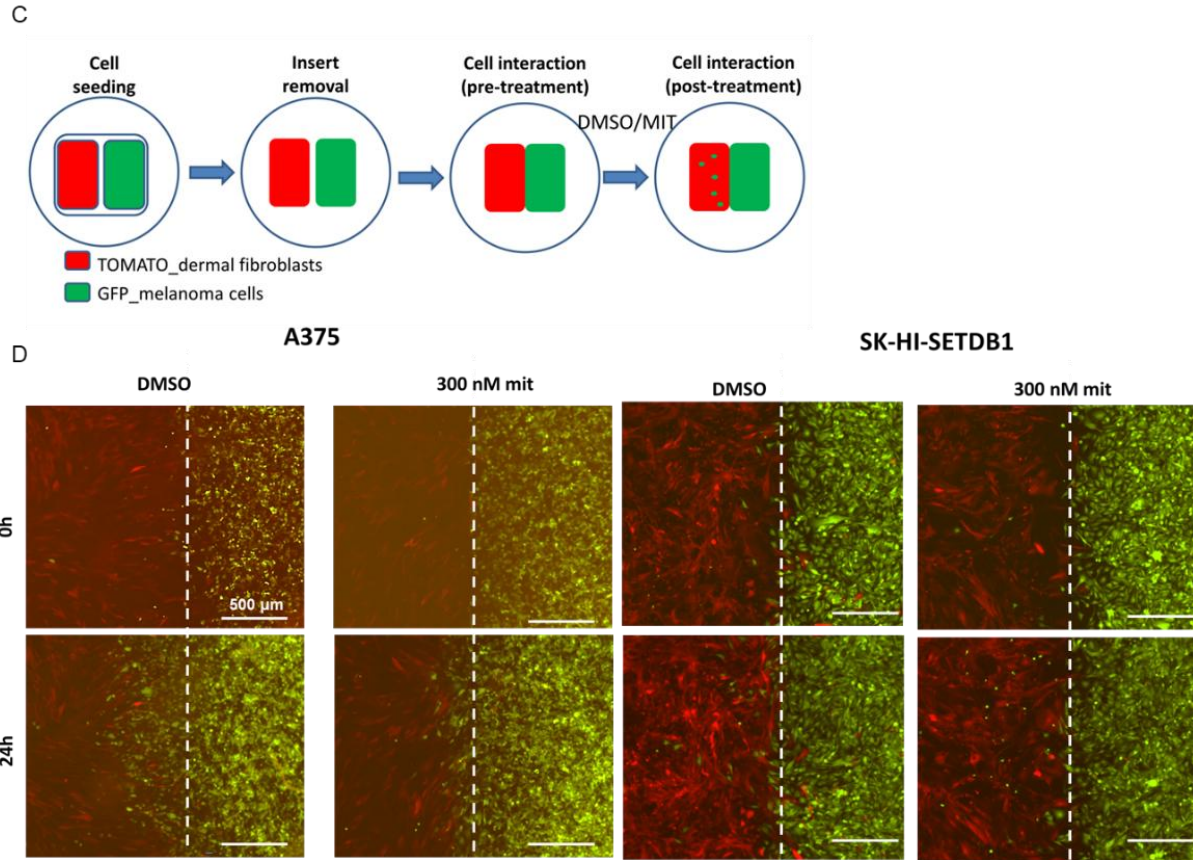 C
Cell
seeding
Insert
removal
Cell interaction
(pre-treatment)
DMSO/MIT
Cell interaction
(post-treatment)
TOMATO_dermal fibroblasts
GFP_melanoma cells
D
A375
SK-HI-SETDB1
DMSO
300 nM mit
DMSO
300 nM mit
0h
500 µm
24h